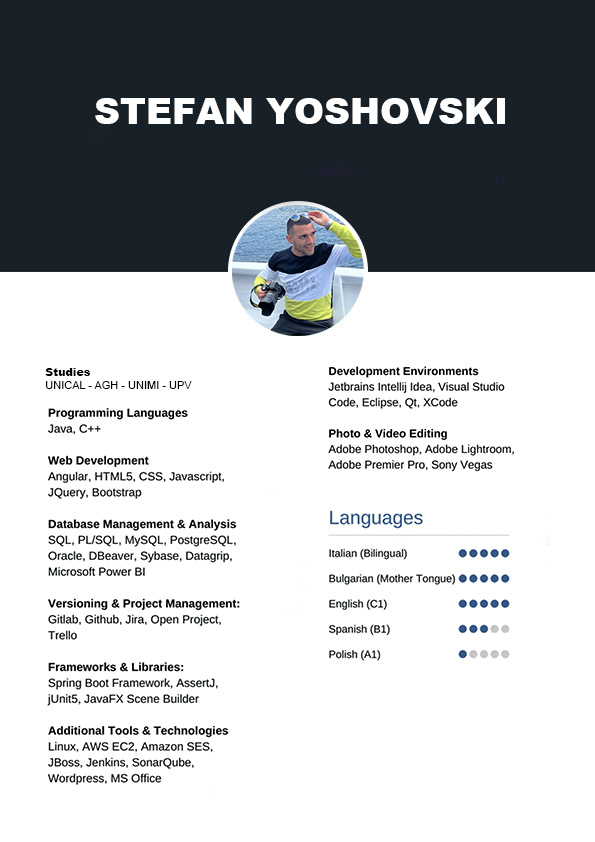 STEFAN YOSHOVSKI
Studies
UNICAL - AGH - UNIMI - UPV
Programming Languages
Java, C++
Web Development
Angular, HTML5, CSS, Javascript,
JQuery, Bootstrap
Database Management & Analysis
SQL, PL/SQL, MySQL, PostgreSQL,
Oracle, DBeaver, Sybase, Datagrip,
Microsoft Power BI
Versioning & Project Management:
Gitlab, Github, Jira, Open Project,
Trello
Frameworks & Libraries:
Spring Boot Framework, AssertJ,
jUnit5, JavaFX Scene Builder
Additional Tools & Technologies
Linux, AWS EC2, Amazon SES,
JBoss, Jenkins, SonarQube,
Wordpress, MS Office
Development Environments
Jetbrains Intellij Idea, Visual Studio
Code, Eclipse, Qt, XCode
Photo & Video Editing
Adobe Photoshop, Adobe Lightroom,
Adobe Premier Pro, Sony Vegas
Languages
Italian (Bilingual)
Bulgarian (Mother Tongue)
English (C1)
Spanish (B1)
Polish (A1)